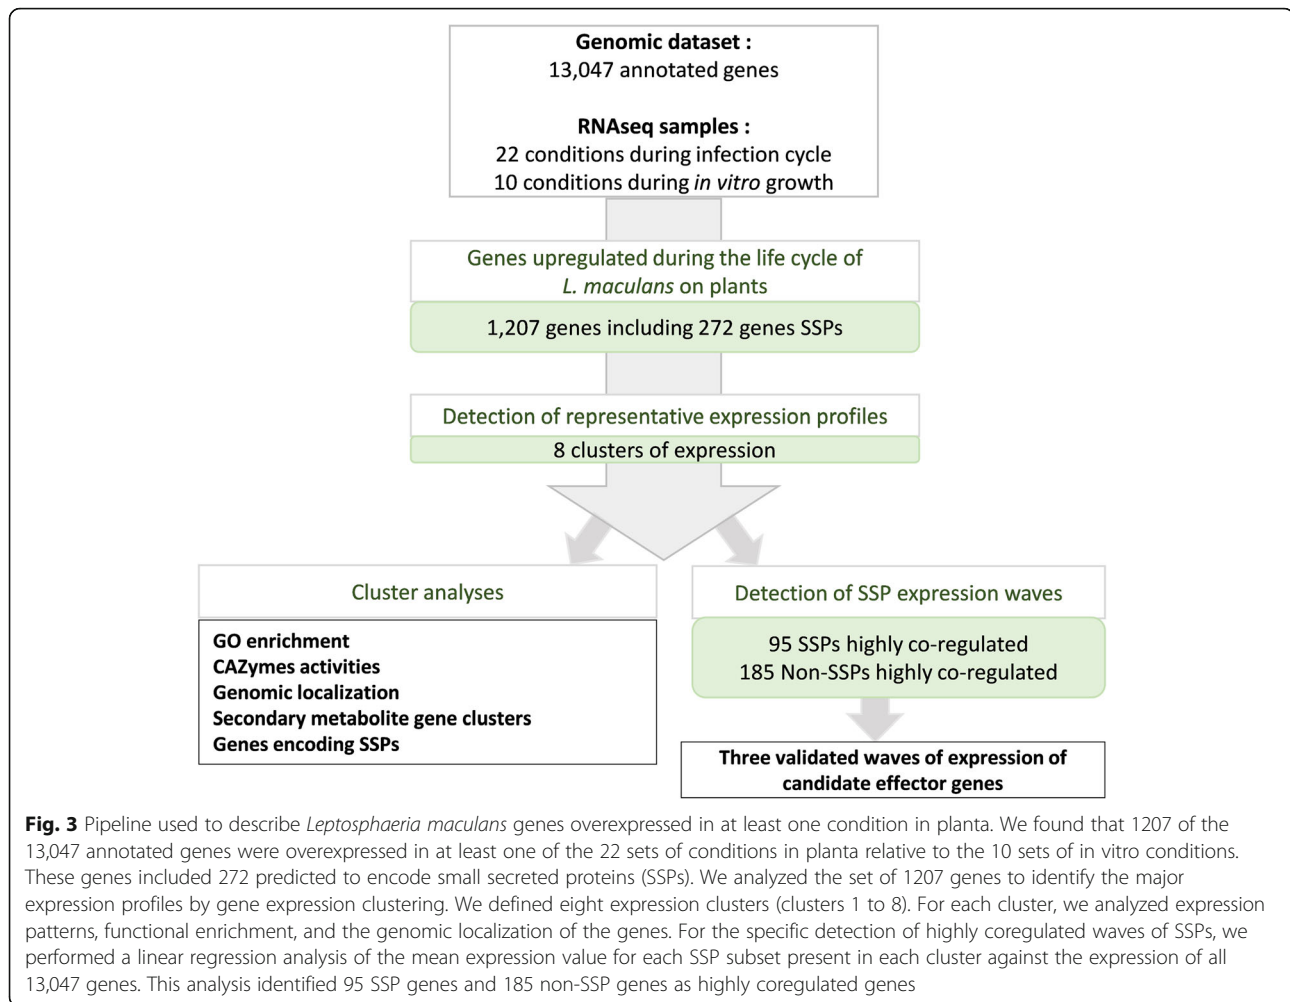 Genomic dataset :
13,047 annotated genes
RNAseq samples :
22 conditions during infection cycle
10 conditions during in vitro growth
Genes upregulated during the life cycle of
L. maculans on plants
1,207 genes including 272 genes SSPs
Detection of representative expression profiles
8 clusters of expression
Cluster analyses
GO enrichment
CAZymes activities
Genomic localization
Secondary metabolite gene clusters
Genes encoding SSPs
Detection of SSP expression waves
95 SSPs highly co-regulated
185 Non-SSPs highly co-regulated
Three validated waves of expression of
candidate effector genes
Fig. 3 Pipeline used to describe Leptosphaeria maculans genes overexpressed in at least one condition in planta. We found that 1207 of the
13,047 annotated genes were overexpressed in at least one of the 22 sets of conditions in planta relative to the 10 sets of in vitro conditions.
These genes included 272 predicted to encode small secreted proteins (SSPs). We analyzed the set of 1207 genes to identify the major
expression profiles by gene expression clustering. We defined eight expression clusters (clusters 1 to 8). For each cluster, we analyzed expression
patterns, functional enrichment, and the genomic localization of the genes. For the specific detection of highly coregulated waves of SSPs, we
performed a linear regression analysis of the mean expression value for each SSP subset present in each cluster against the expression of all
13,047 genes. This analysis identified 95 SSP genes and 185 non-SSP genes as highly coregulated genes